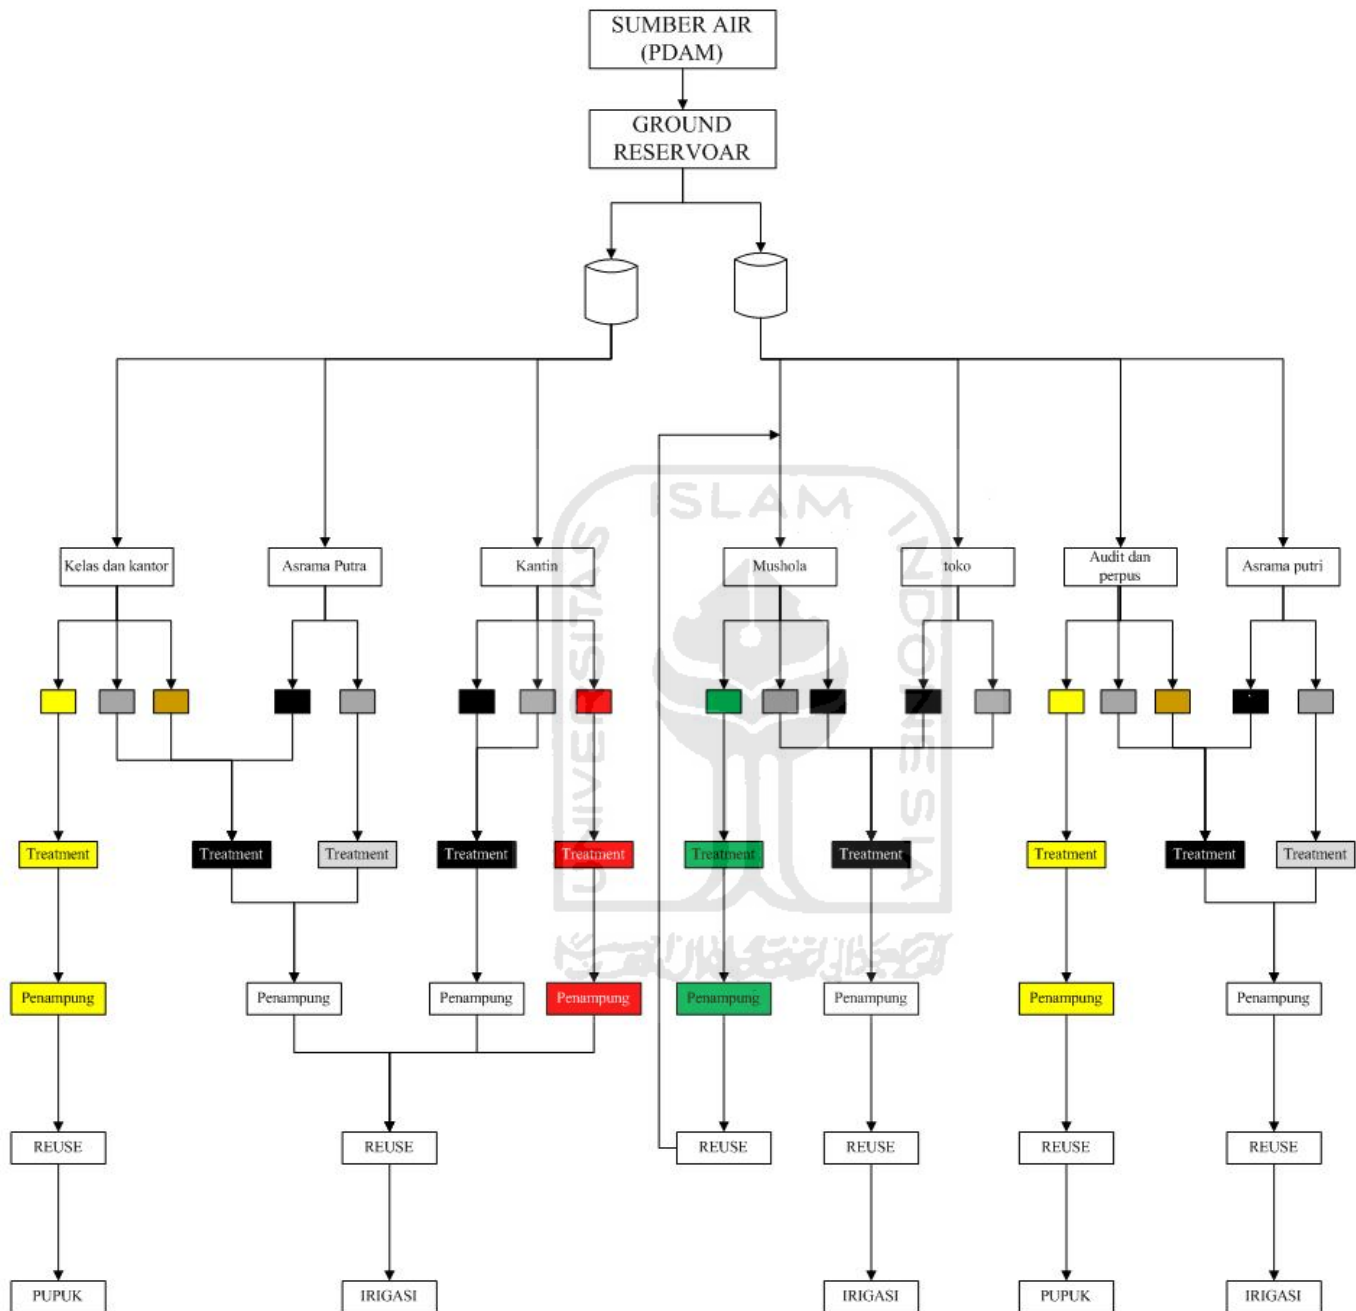 SUMBER AIR
(PDAM)
GROUND
RESERVOAR
ISLAM
UNIVERSITAS
INDONESIA
Kelas dan kantor
Asrama Putra
Kantin
Mushola
toko
Audit dan
perpus
Asrama putri
Treatment
Treatment
Treatment
Treatment
Treatment
Treatment
Treatment
Treatment
Treatment
Treatment
Penampung
Penampung
Penampung
Penampung
Penampung
Penampung
Penampung
Penampung
REUSE
REUSE
REUSE
REUSE
REUSE
REUSE
PUPUK
IRIGASI
IRIGASI
PUPUK
IRIGASI